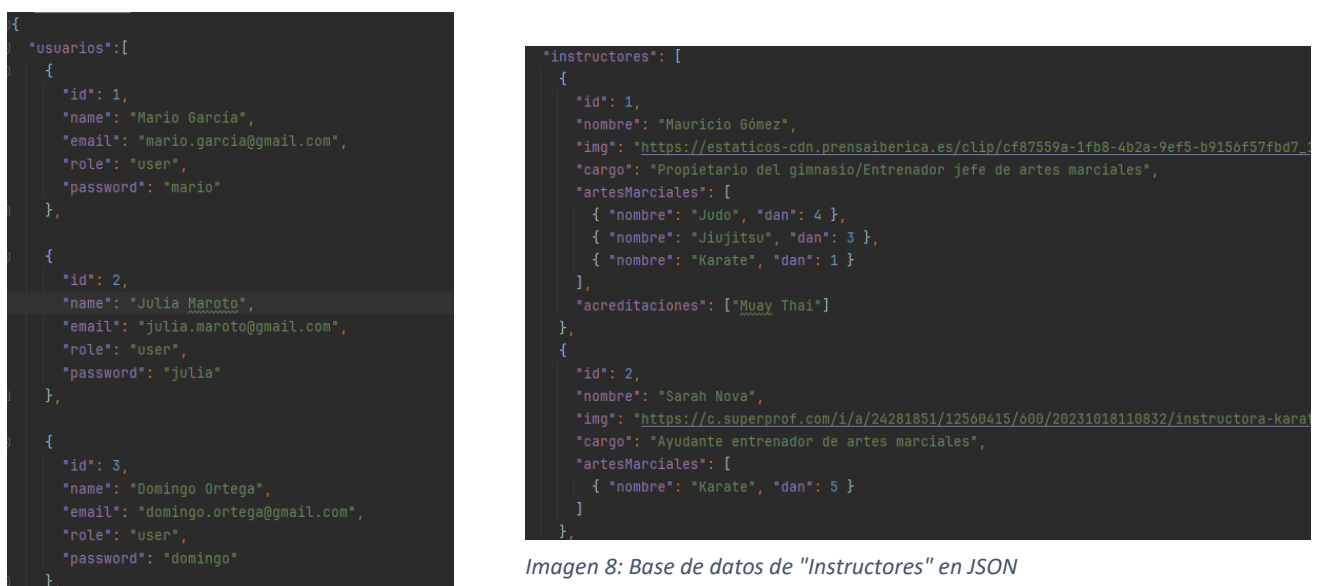 {
"usuarios":[
{
"id": 1,
"name": "Mario García",
"email": "mario.garcia@gmail.com",
"role": "user",
"password": "mario"
},
{
"id": 2,
"name": "Julia Maroto",
"email": "julia.maroto@gmail.com",
"role": "user",
"password": "julia"
},
{
"id": 3,
"name": "Domingo Ortega",
"email": "domingo.ortega@gmail.com",
"role": "user",
"password": "domingo"
},
"instructores": [
{
"id": 1,
"nombre": "Mauricio Gómez",
"img": "https://estaticos-cdn.prensaiberica.es/clip/cf87559a-1fb8-4b2a-9ef5-b9156f57fbd7_
"cargo": "Propietario del gimnasio/Entrenador jefe de artes marciales",
"artesMarciales": [
{ "nombre": "Judo", "dan": 4 },
{ "nombre": "Jiujitsu", "dan": 3 },
{ "nombre": "Karate", "dan": 1 }
],
"acreditaciones": ["Muay Thai"]
},
{
"id": 2,
"nombre": "Sarah Nova",
"img": "https://c.superprof.com/i/a/24281851/12560415/600/20231018110832/instructora-karat
"cargo": "Ayudante entrenador de artes marciales",
"artesMarciales": [
{ "nombre": "Karate", "dan": 5 }
]
},
Imagen 8: Base de datos de "Instructores" en JSON